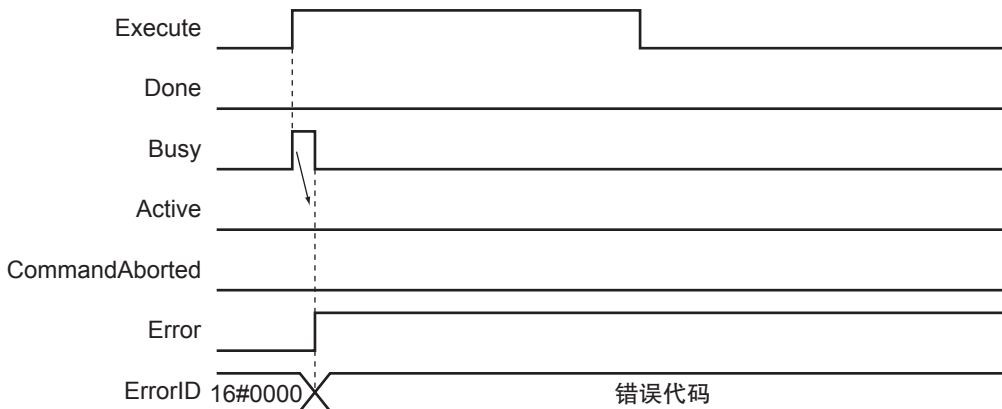 Execute
Done
Busy
Active
CommandAborted
Error
ErrorID 16#0000 错误代码